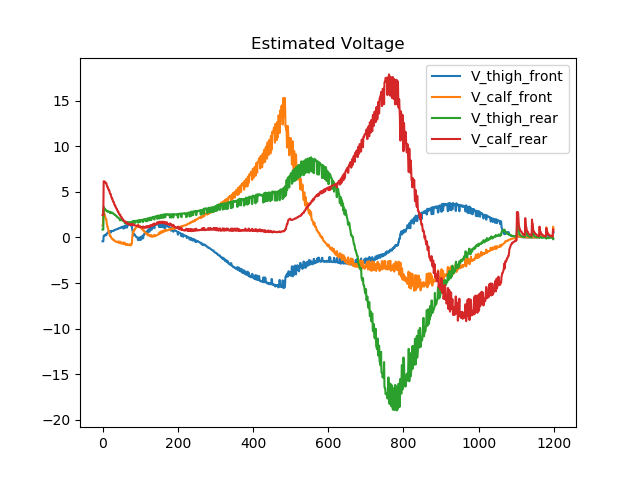 Estimated Voltage
V_thigh_front
V_calf_front
V_thigh_rear
V_calf_rear
15
10
5
0
−5
−10
−15
−20
0 200 400 600 800 1000 1200